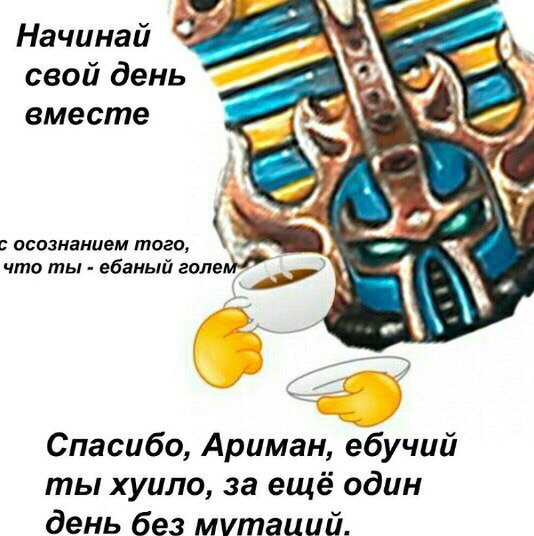 Начинай
свой день
вместе
с осознанием того,
что ты - ебаный голем
Спасибо, Ариман, ебучий
ты хуило, за ещё один
день без мутаций.